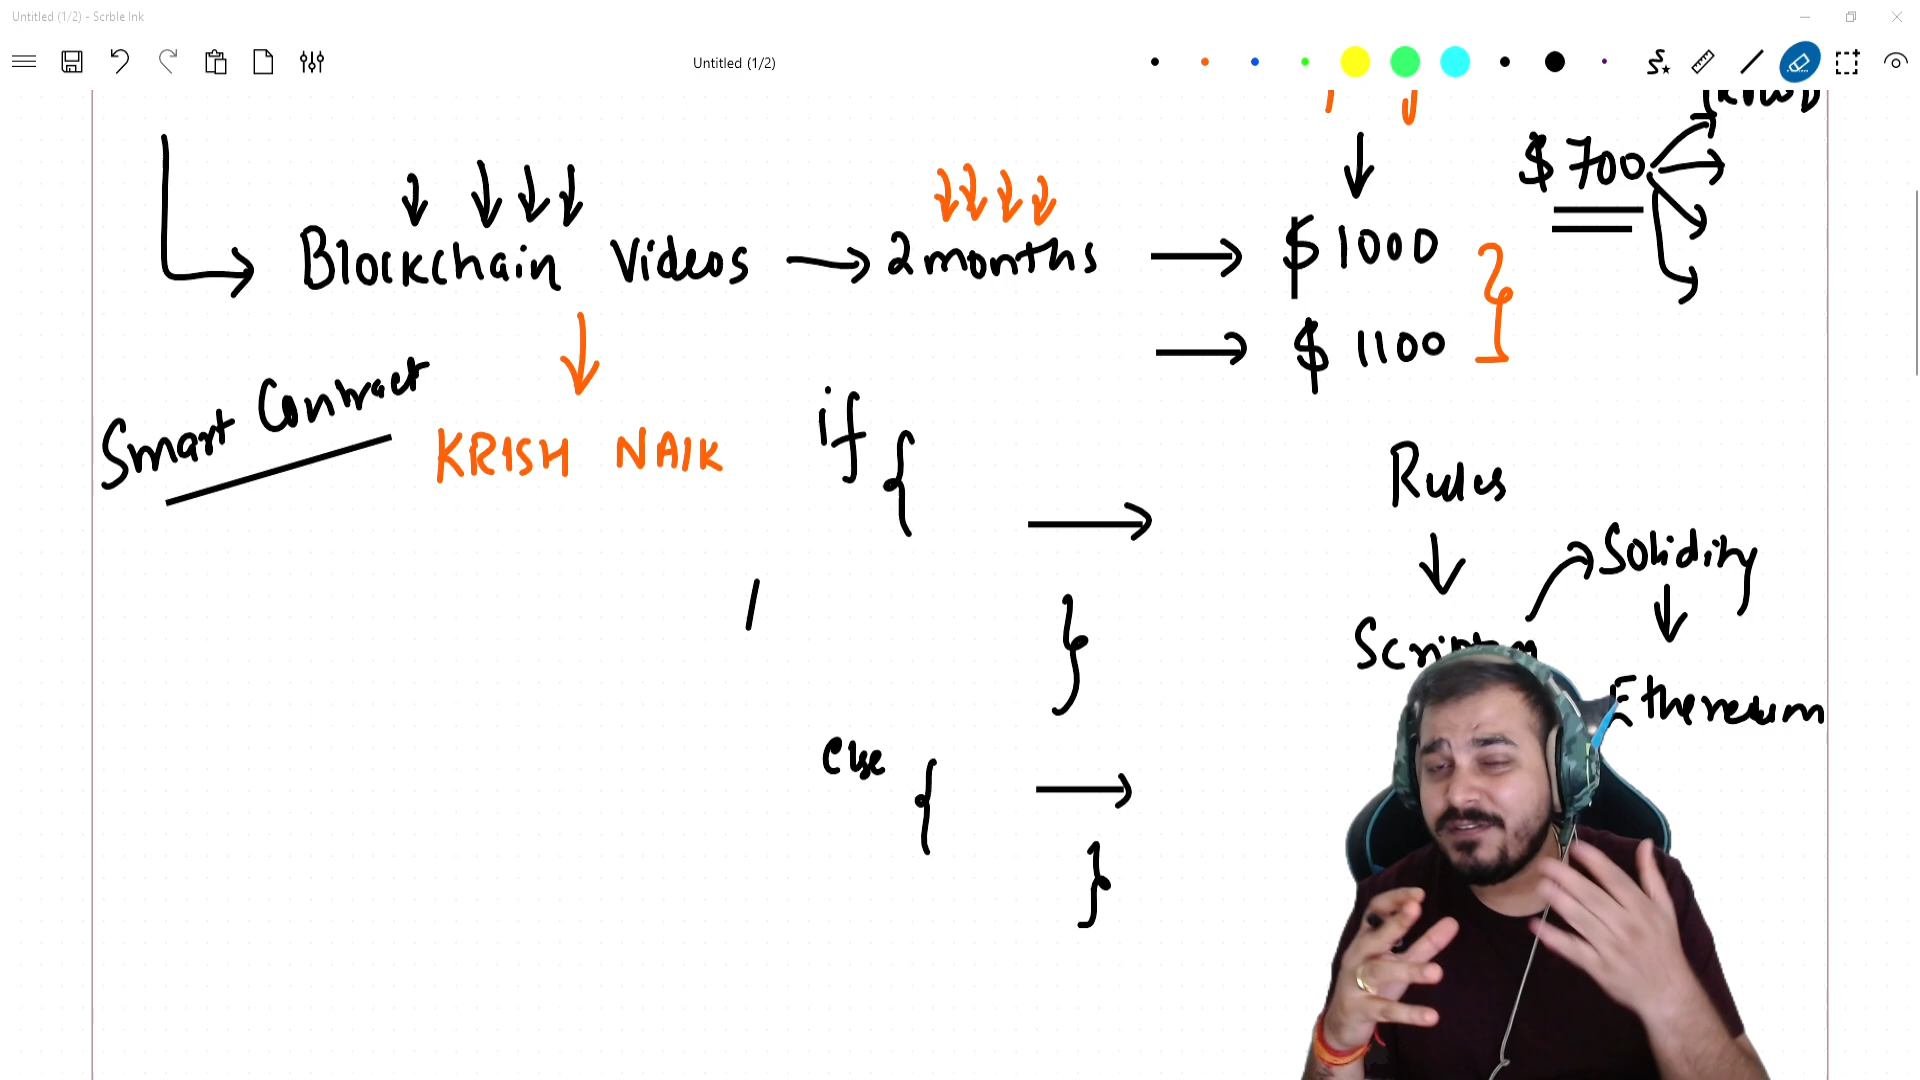 Untitled (1/2) - Scrble Ink
Untitled (1/2)
$ 700
Blockchain Videos 2 months $ 1000
$ 1100
Smart Contract
KRISH NAIK
if {
Rules
Solidity
}
Ethereum
else {
}